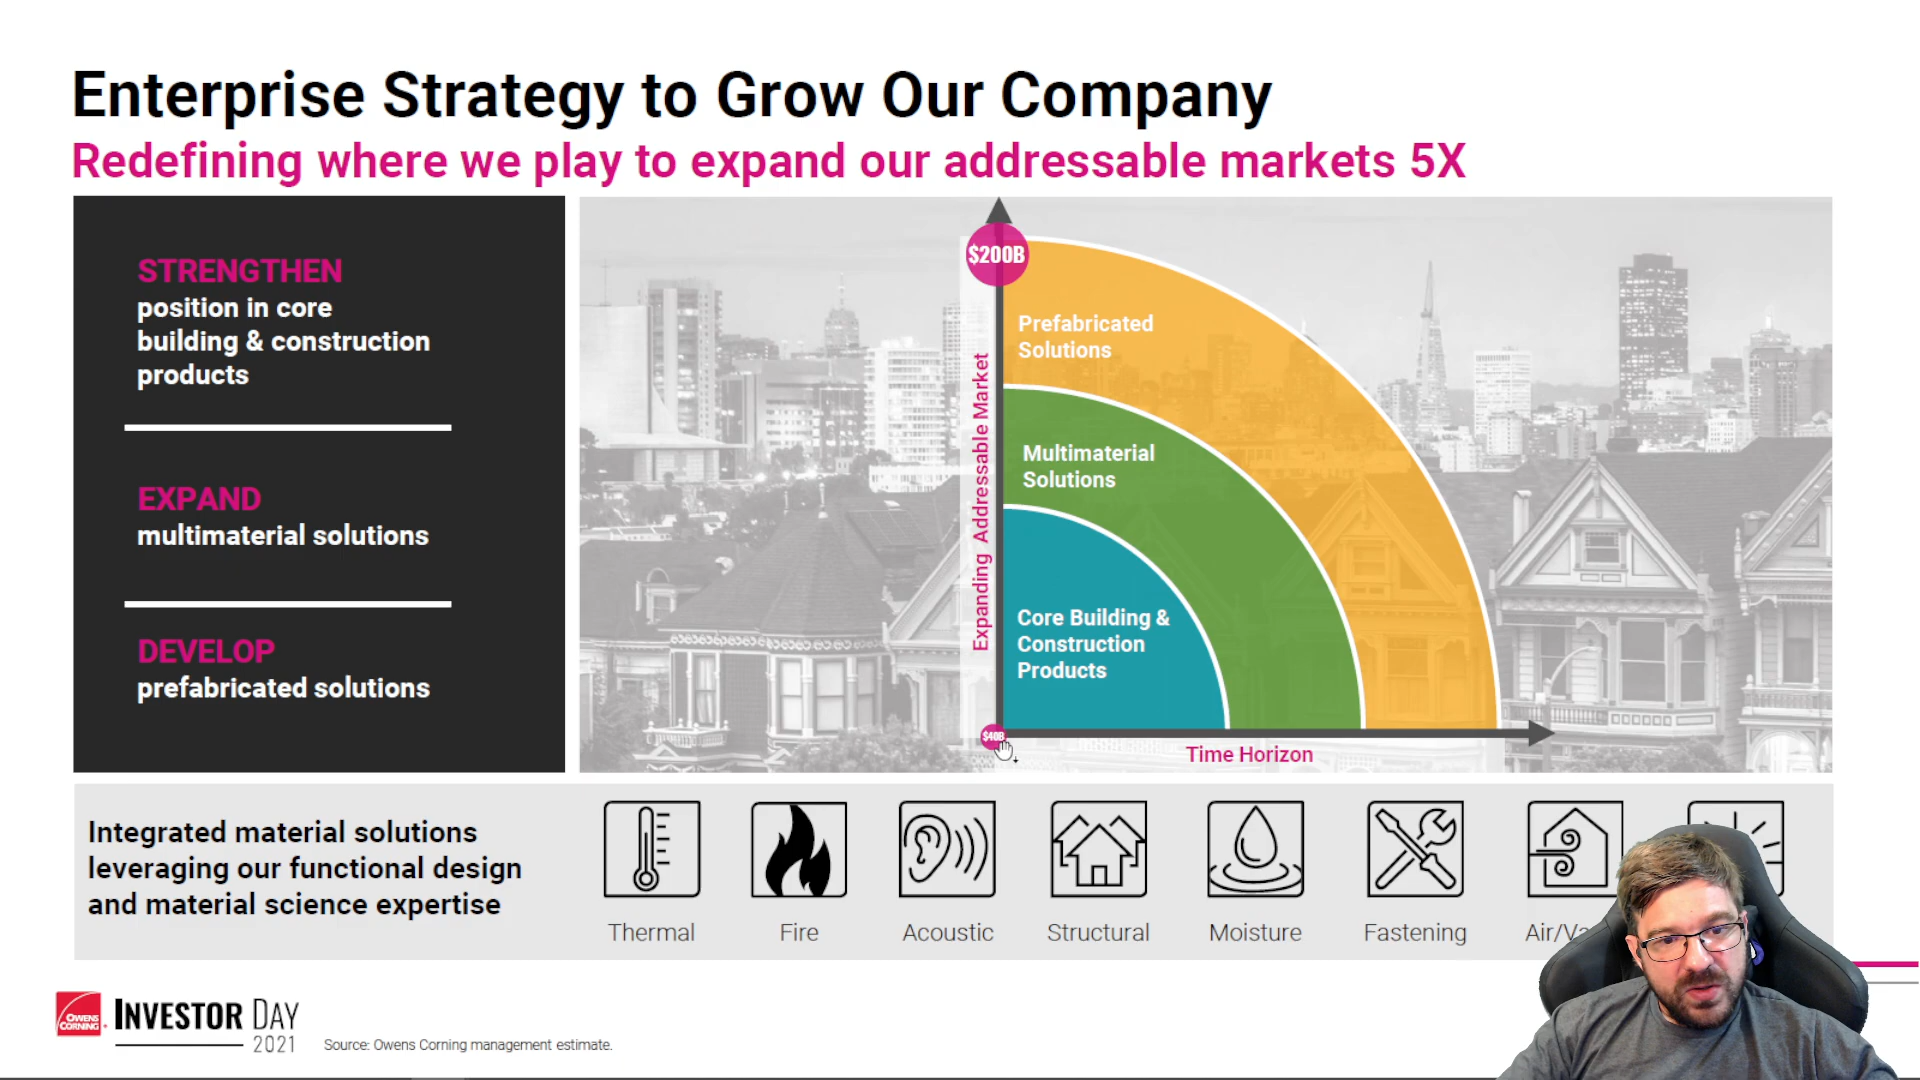 Enterprise Strategy to Grow Our Company
Redefining where we play to expand our addressable markets 5X
STRENGTHEN
position in core
building & construction
products
EXPAND
multimaterial solutions
DEVELOP
prefabricated solutions
$200B
Prefabricated
Solutions
Multimaterial
Solutions
Core Building &
Construction
Products
Expanding Addressable Market
$40B
Time Horizon
Integrated material solutions
leveraging our functional design
and material science expertise
Thermal
Fire
Acoustic
Structural
Moisture
Fastening
OWENS
CORNING
INVESTOR DAY
2021
Source: Owens Corning management estimate.